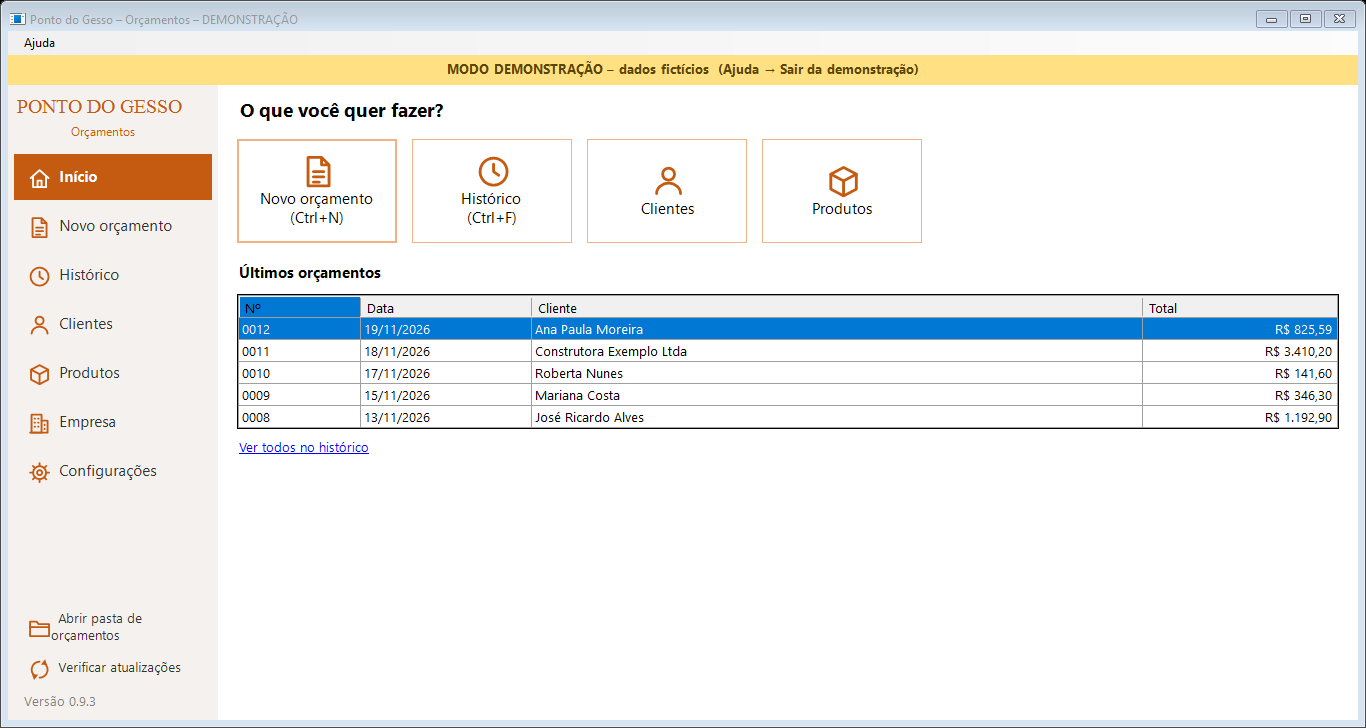 Ponto do Gesso – Orçamentos – DEMONSTRAÇÃO
Ajuda
MODO DEMONSTRAÇÃO – dados fictícios (Ajuda → Sair da demonstração)
PONTO DO GESSO
Orçamentos
Início
Novo orçamento
Histórico
Clientes
Produtos
Empresa
Configurações
Abrir pasta de
orçamentos
Verificar atualizações
Versão 0.9.3
O que você quer fazer?
Novo orçamento
(Ctrl+N)
Histórico
(Ctrl+F)
Clientes
Produtos
Últimos orçamentos
Nº Data Cliente Total
0012 19/11/2026 Ana Paula Moreira R$ 825,59
0011 18/11/2026 Construtora Exemplo Ltda R$ 3.410,20
0010 17/11/2026 Roberta Nunes R$ 141,60
0009 15/11/2026 Mariana Costa R$ 346,30
0008 13/11/2026 José Ricardo Alves R$ 1.192,90
Ver todos no histórico